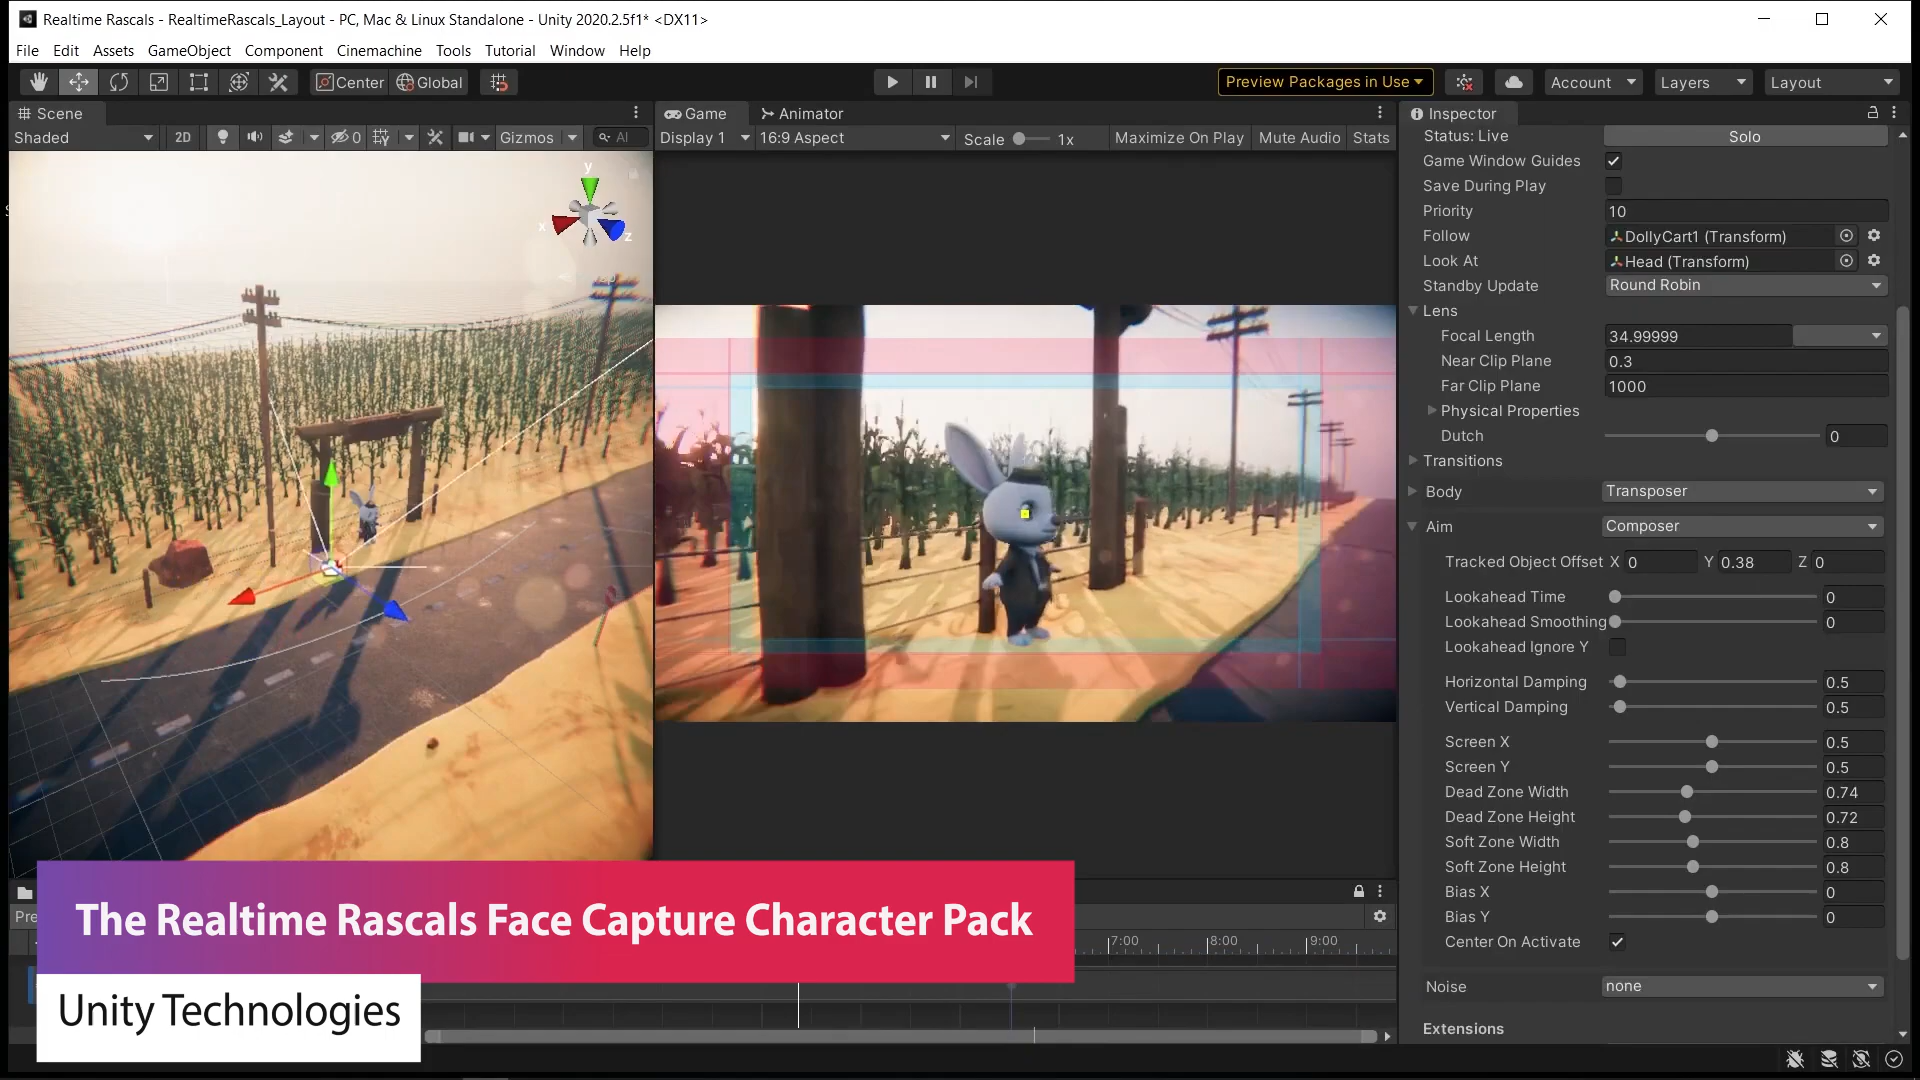 Realtime Rascals - RealtimeRascals_Layout - PC, Mac & Linux Standalone - Unity 2020.2.5f1* <DX11>
File Edit Assets GameObject Component Cinemachine Tools Tutorial Window Help
Center Global Preview Packages in Use Account Layers Layout
Scene
Shaded 2D 0 Gizmos Al
y
x
z
Game Animator
Display 1 16:9 Aspect Scale 1x Maximize On Play Mute Audio Stats
Inspector
Status: Live Solo
Game Window Guides
Save During Play
Priority 10
Follow DollyCart1 (Transform)
Look At Head (Transform)
Standby Update Round Robin
Lens
Focal Length 34.99999
Near Clip Plane 0.3
Far Clip Plane 1000
Physical Properties
Dutch 0
Transitions
Body Transposer
Aim Composer
Tracked Object Offset X 0 Y 0.38 Z 0
Lookahead Time 0
Lookahead Smoothing 0
Lookahead Ignore Y
Horizontal Damping 0.5
Vertical Damping 0.5
Screen X 0.5
Screen Y 0.5
Dead Zone Width 0.74
Dead Zone Height 0.72
Soft Zone Width 0.8
Soft Zone Height 0.8
Bias X 0
Bias Y 0
Center On Activate
Noise none
Extensions
Pre
7:00 8:00 9:00
The Realtime Rascals Face Capture Character Pack
Unity Technologies